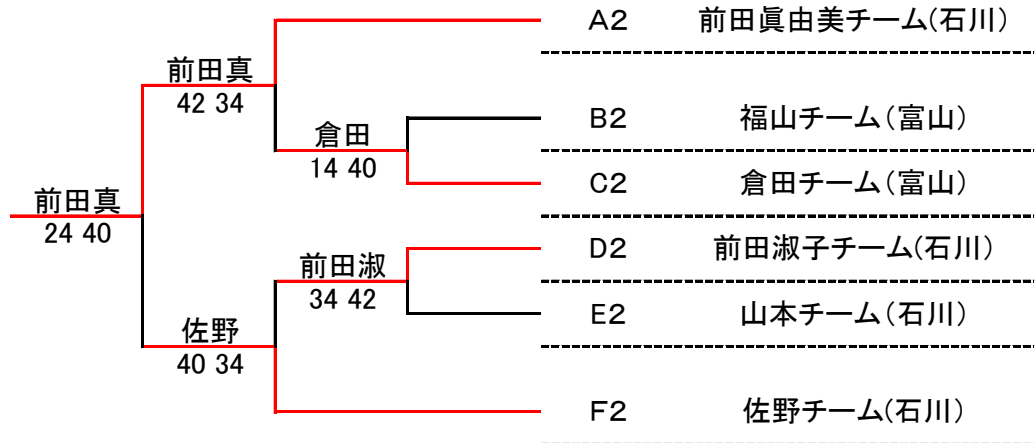 A2 前田眞由美チーム(石川)
前田真
42 34
B2 福山チーム(富山)
倉田
14 40
C2 倉田チーム(富山)
前田真
24 40
D2 前田淑子チーム(石川)
前田淑
34 42
E2 山本チーム(石川)
佐野
40 34
F2 佐野チーム(石川)